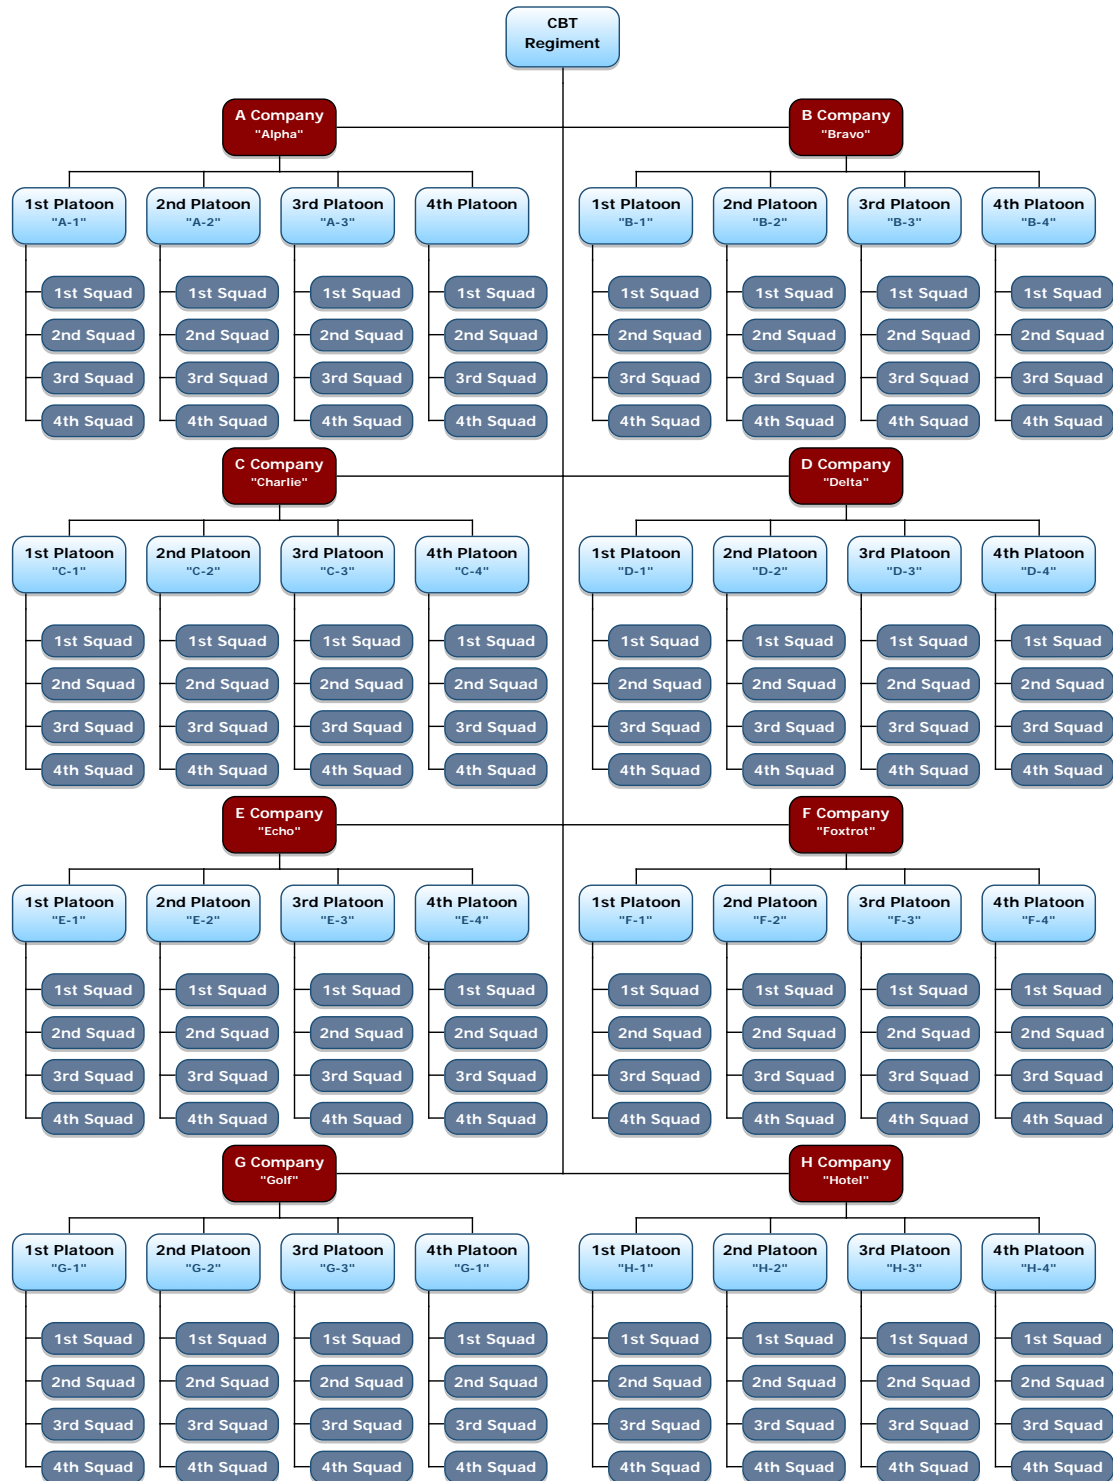 CBT
Regiment
A Company
"Alpha"
B Company
"Bravo"
1st Platoon
"A-1"
2nd Platoon
"A-2"
3rd Platoon
"A-3"
4th Platoon
1st Platoon
"B-1"
2nd Platoon
"B-2"
3rd Platoon
"B-3"
4th Platoon
"B-4"
1st Squad
1st Squad
1st Squad
1st Squad
1st Squad
1st Squad
1st Squad
1st Squad
2nd Squad
2nd Squad
2nd Squad
2nd Squad
2nd Squad
2nd Squad
2nd Squad
2nd Squad
3rd Squad
3rd Squad
3rd Squad
3rd Squad
3rd Squad
3rd Squad
3rd Squad
3rd Squad
4th Squad
4th Squad
4th Squad
4th Squad
4th Squad
4th Squad
4th Squad
4th Squad
C Company
"Charlie"
D Company
"Delta"
1st Platoon
"C-1"
2nd Platoon
"C-2"
3rd Platoon
"C-3"
4th Platoon
"C-4"
1st Platoon
"D-1"
2nd Platoon
"D-2"
3rd Platoon
"D-3"
4th Platoon
"D-4"
1st Squad
1st Squad
1st Squad
1st Squad
1st Squad
1st Squad
1st Squad
1st Squad
2nd Squad
2nd Squad
2nd Squad
2nd Squad
2nd Squad
2nd Squad
2nd Squad
2nd Squad
3rd Squad
3rd Squad
3rd Squad
3rd Squad
3rd Squad
3rd Squad
3rd Squad
3rd Squad
4th Squad
4th Squad
4th Squad
4th Squad
4th Squad
4th Squad
4th Squad
4th Squad
E Company
"Echo"
F Company
"Foxtrot"
1st Platoon
"E-1"
2nd Platoon
"E-2"
3rd Platoon
"E-3"
4th Platoon
"E-4"
1st Platoon
"F-1"
2nd Platoon
"F-2"
3rd Platoon
"F-3"
4th Platoon
"F-4"
1st Squad
1st Squad
1st Squad
1st Squad
1st Squad
1st Squad
1st Squad
1st Squad
2nd Squad
2nd Squad
2nd Squad
2nd Squad
2nd Squad
2nd Squad
2nd Squad
2nd Squad
3rd Squad
3rd Squad
3rd Squad
3rd Squad
3rd Squad
3rd Squad
3rd Squad
3rd Squad
4th Squad
4th Squad
4th Squad
4th Squad
4th Squad
4th Squad
4th Squad
4th Squad
G Company
"Golf"
H Company
"Hotel"
1st Platoon
"G-1"
2nd Platoon
"G-2"
3rd Platoon
"G-3"
4th Platoon
"G-1"
1st Platoon
"H-1"
2nd Platoon
"H-2"
3rd Platoon
"H-3"
4th Platoon
"H-4"
1st Squad
1st Squad
1st Squad
1st Squad
1st Squad
1st Squad
1st Squad
1st Squad
2nd Squad
2nd Squad
2nd Squad
2nd Squad
2nd Squad
2nd Squad
2nd Squad
2nd Squad
3rd Squad
3rd Squad
3rd Squad
3rd Squad
3rd Squad
3rd Squad
3rd Squad
3rd Squad
4th Squad
4th Squad
4th Squad
4th Squad
4th Squad
4th Squad
4th Squad
4th Squad